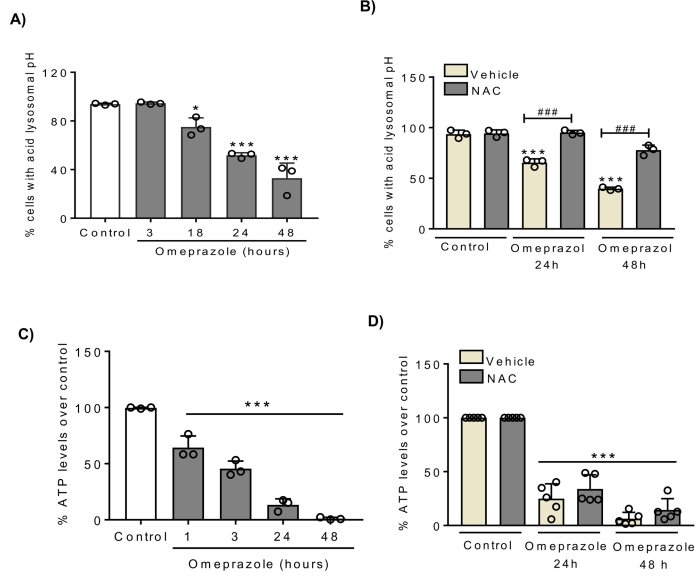 A)
% cells with acid lysosomal pH
120
80
40
0
*
***
***
Control 3 18 24 48
Omeprazole (hours)
B)
% cells with acid lysosomal pH
Vehicle
NAC
150
100
50
0
###
***
###
***
Control Omeprazol Omeprazol
24h 48h
C)
% ATP levels over control
150
100
50
0
***
Control 1 3 24 48
Omeprazole (hours)
D)
% ATP levels over control
Vehicle
NAC
150
100
50
0
***
Control Omeprazole Omeprazole
24h 48 h